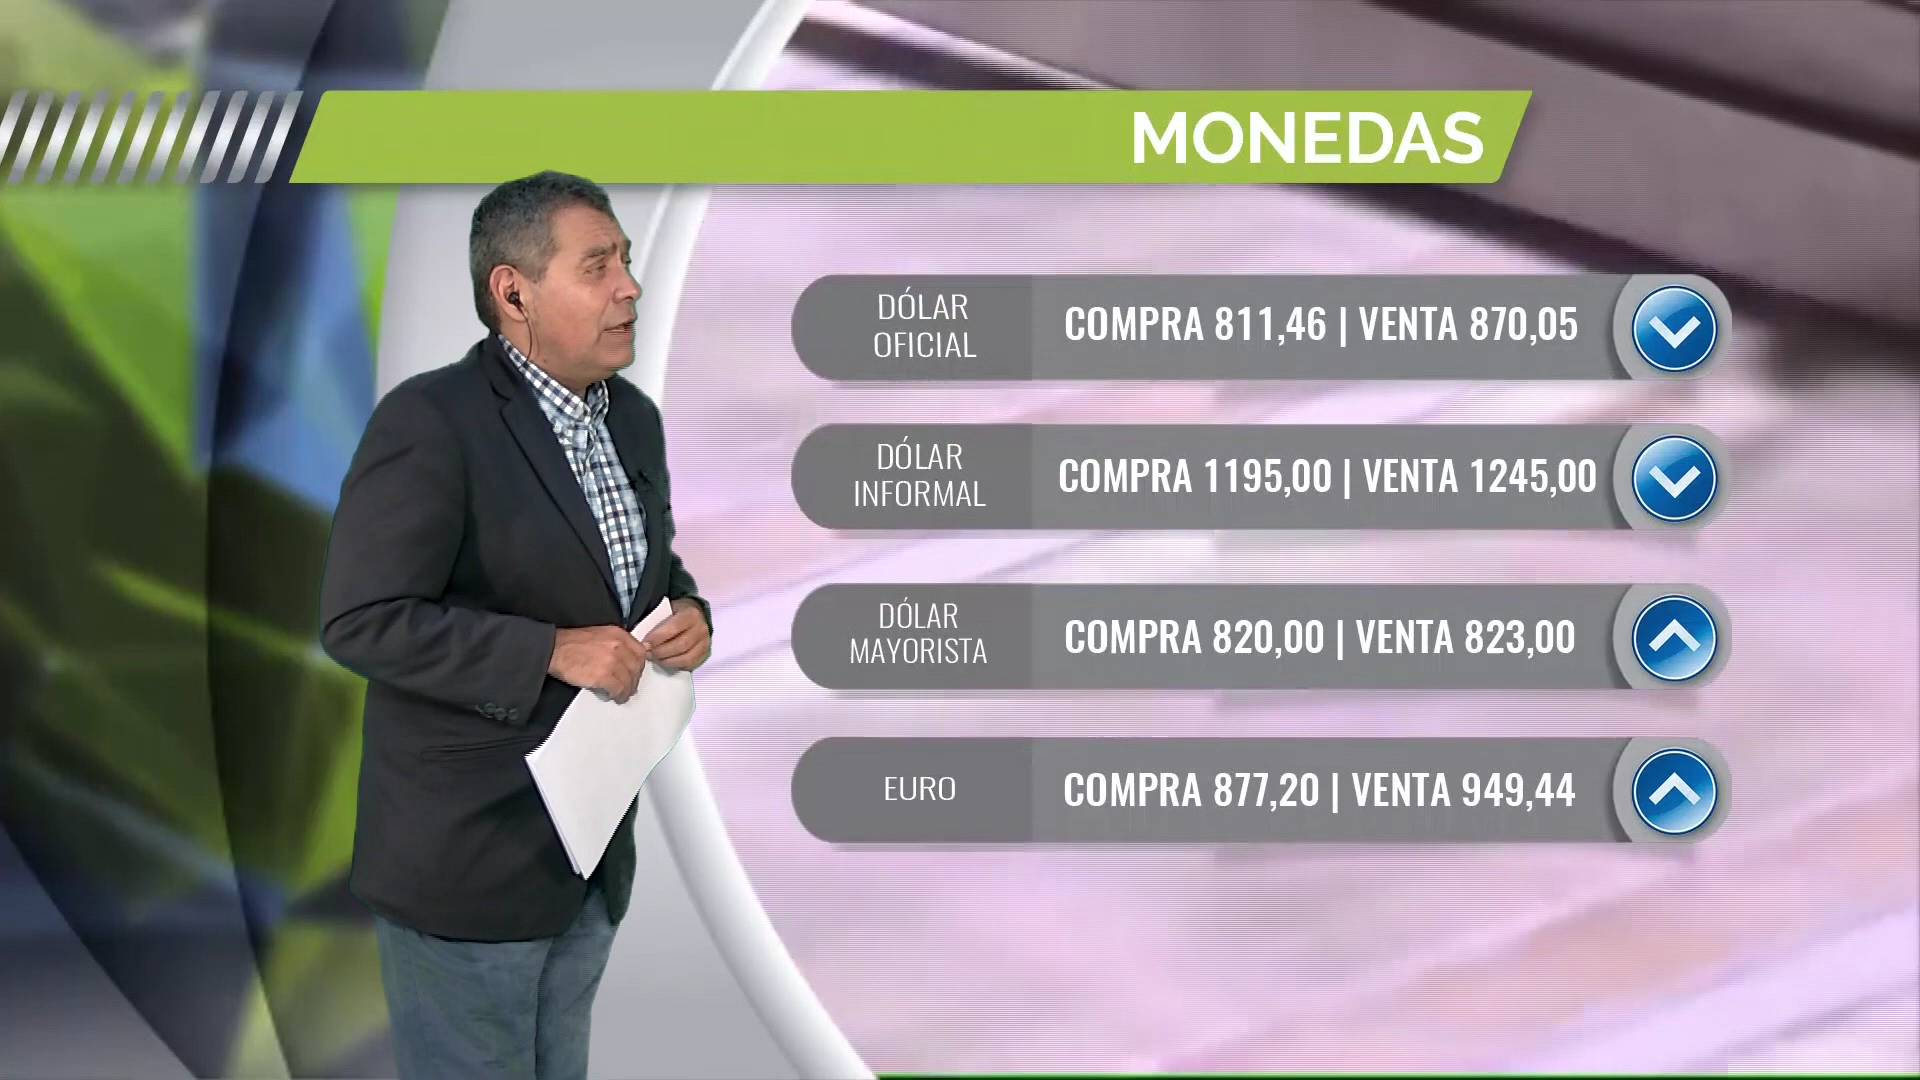 MONEDAS
DÓLAR
OFICIAL
COMPRA 811,46 | VENTA 870,05
DÓLAR
INFORMAL
COMPRA 1195,00 | VENTA 1245,00
DÓLAR
MAYORISTA
COMPRA 820,00 | VENTA 823,00
EURO
COMPRA 877,20 | VENTA 949,44